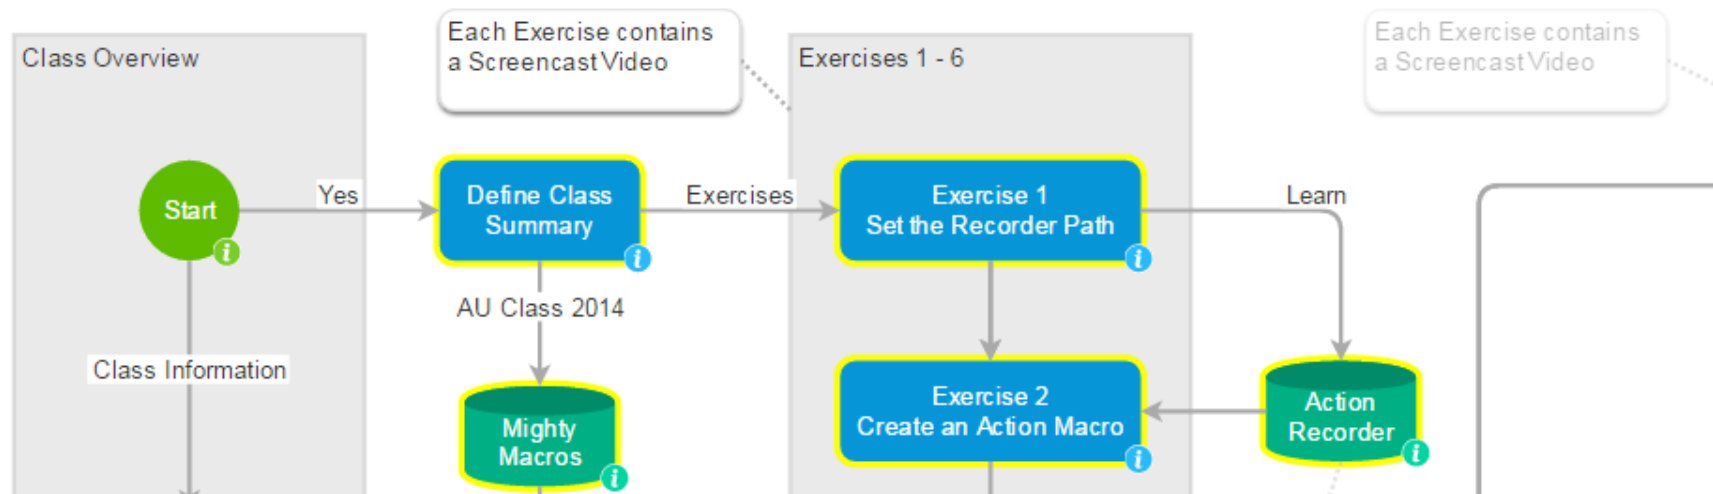 Each Exercise contains
a Screencast Video
Each Exercise contains
a Screencast Video
Class Overview
Exercises 1 - 6
Start
Yes
Define Class
Summary
Exercises
Exercise 1
Set the Recorder Path
Learn
AU Class 2014
Class Information
Mighty
Macros
Exercise 2
Create an Action Macro
Action
Recorder
i
i
i
i
i
i